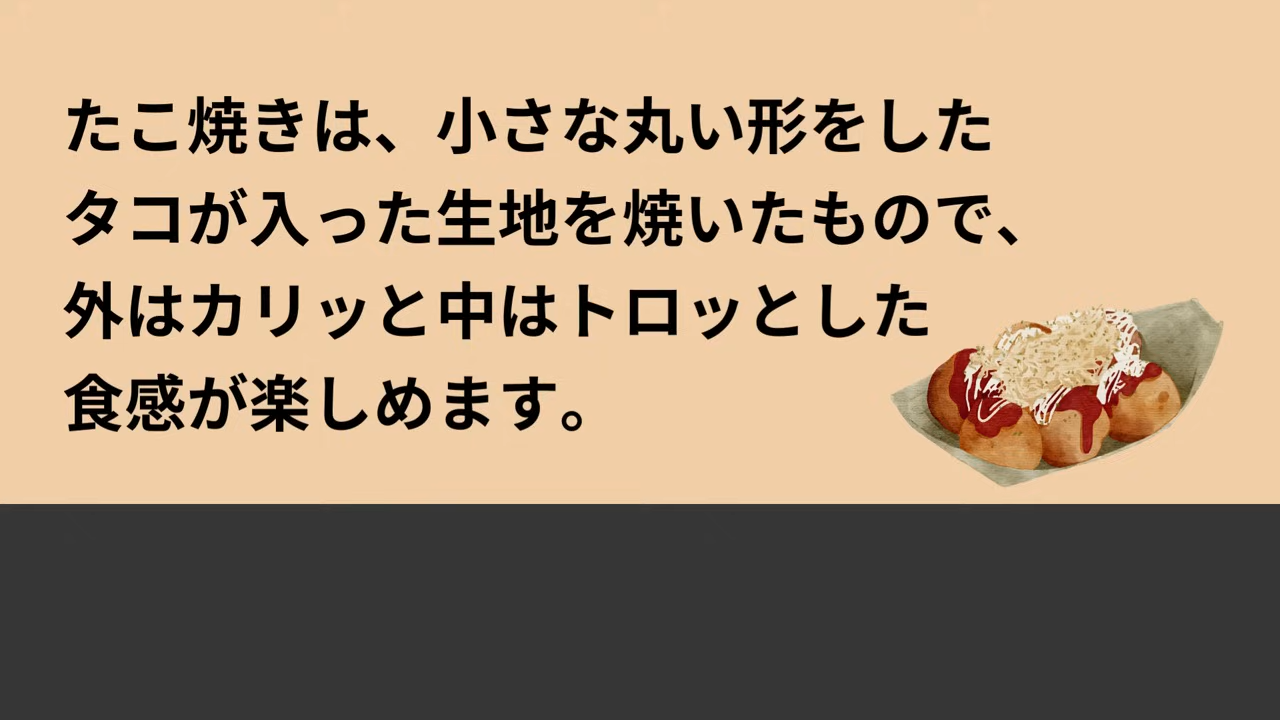 たこ焼きは、小さな丸い形をした
タコが入った生地を焼いたもので、
外はカリッと中はトロッとした
食感が楽しめます。